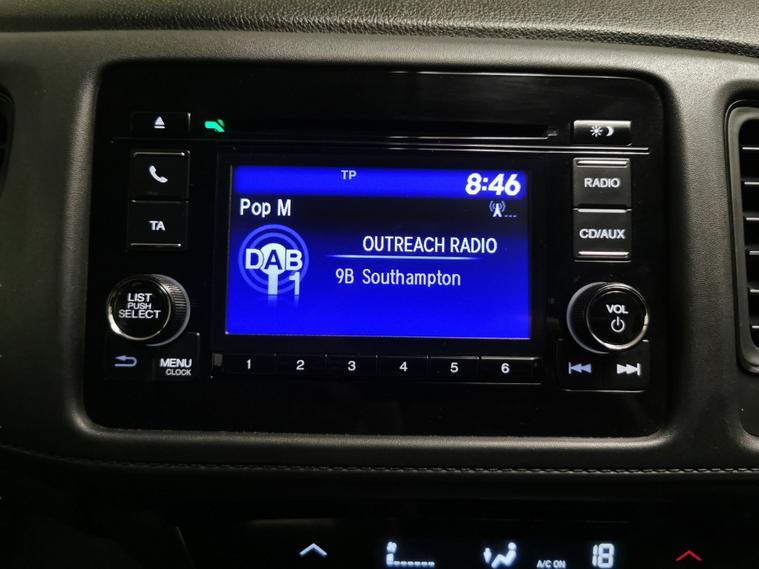 TP
8:46
Pop M
DAB
1
OUTREACH RADIO
9B Southampton
TA
LIST
PUSH
SELECT
MENU
CLOCK
RADIO
CD/AUX
VOL
1 2 3 4 5 6
A/C ON
18